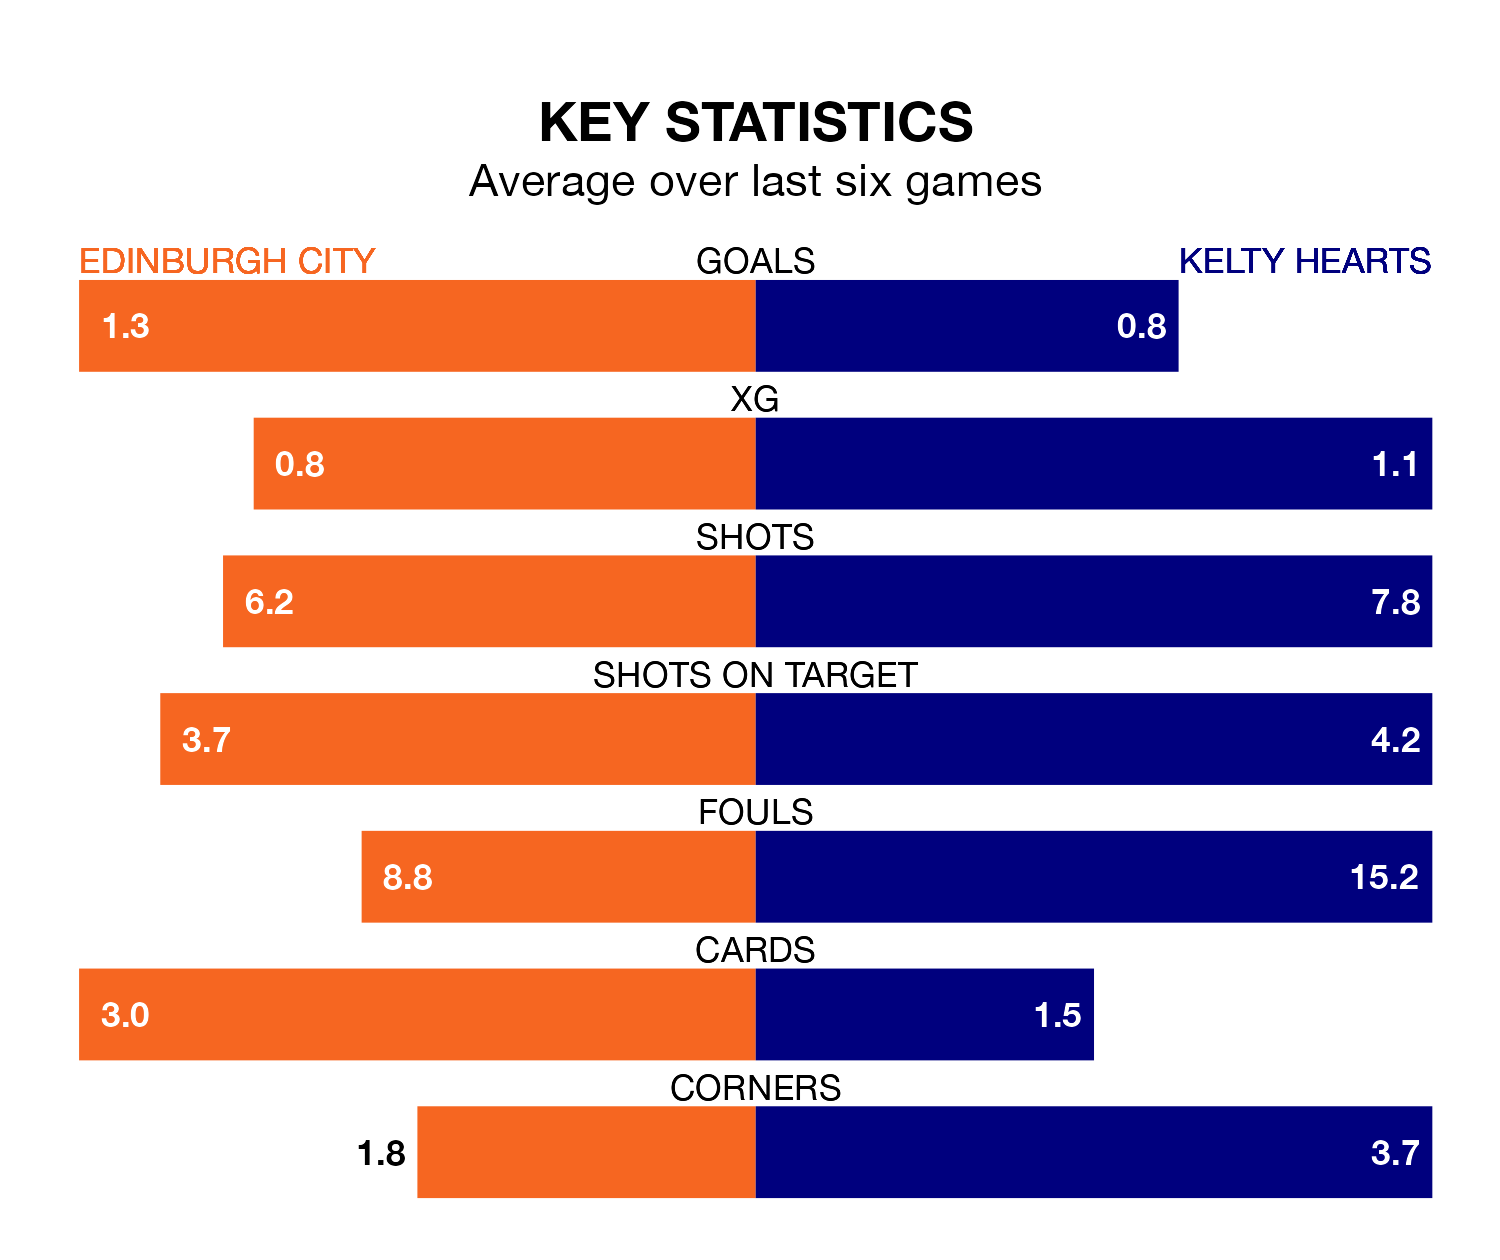 KEY STATISTICS
Average over last six games
EDINBURGH CITY GOALS KELTY HEARTS
1.3 0.8
XG
0.8 1.1
SHOTS
6.2 7.8
SHOTS ON TARGET
3.7 4.2
FOULS
8.8 15.2
CARDS
3.0 1.5
CORNERS
1.8 3.7